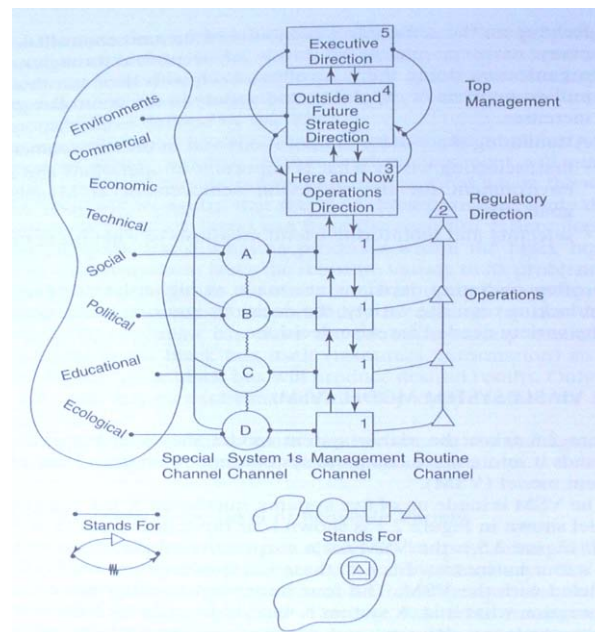 5
Executive
Direction
4
Outside and
Future
Strategic
Direction
Top
Management
3
Here and Now
Operations
Direction
2
Regulatory
Direction
Environments
Commercial
Economic
Technical
Social
Political
Educational
Ecological
A
1
B
1
Operations
C
1
D
1
Special
Channel
System 1s
Channel
Management
Channel
Routine
Channel
Stands For
Stands For